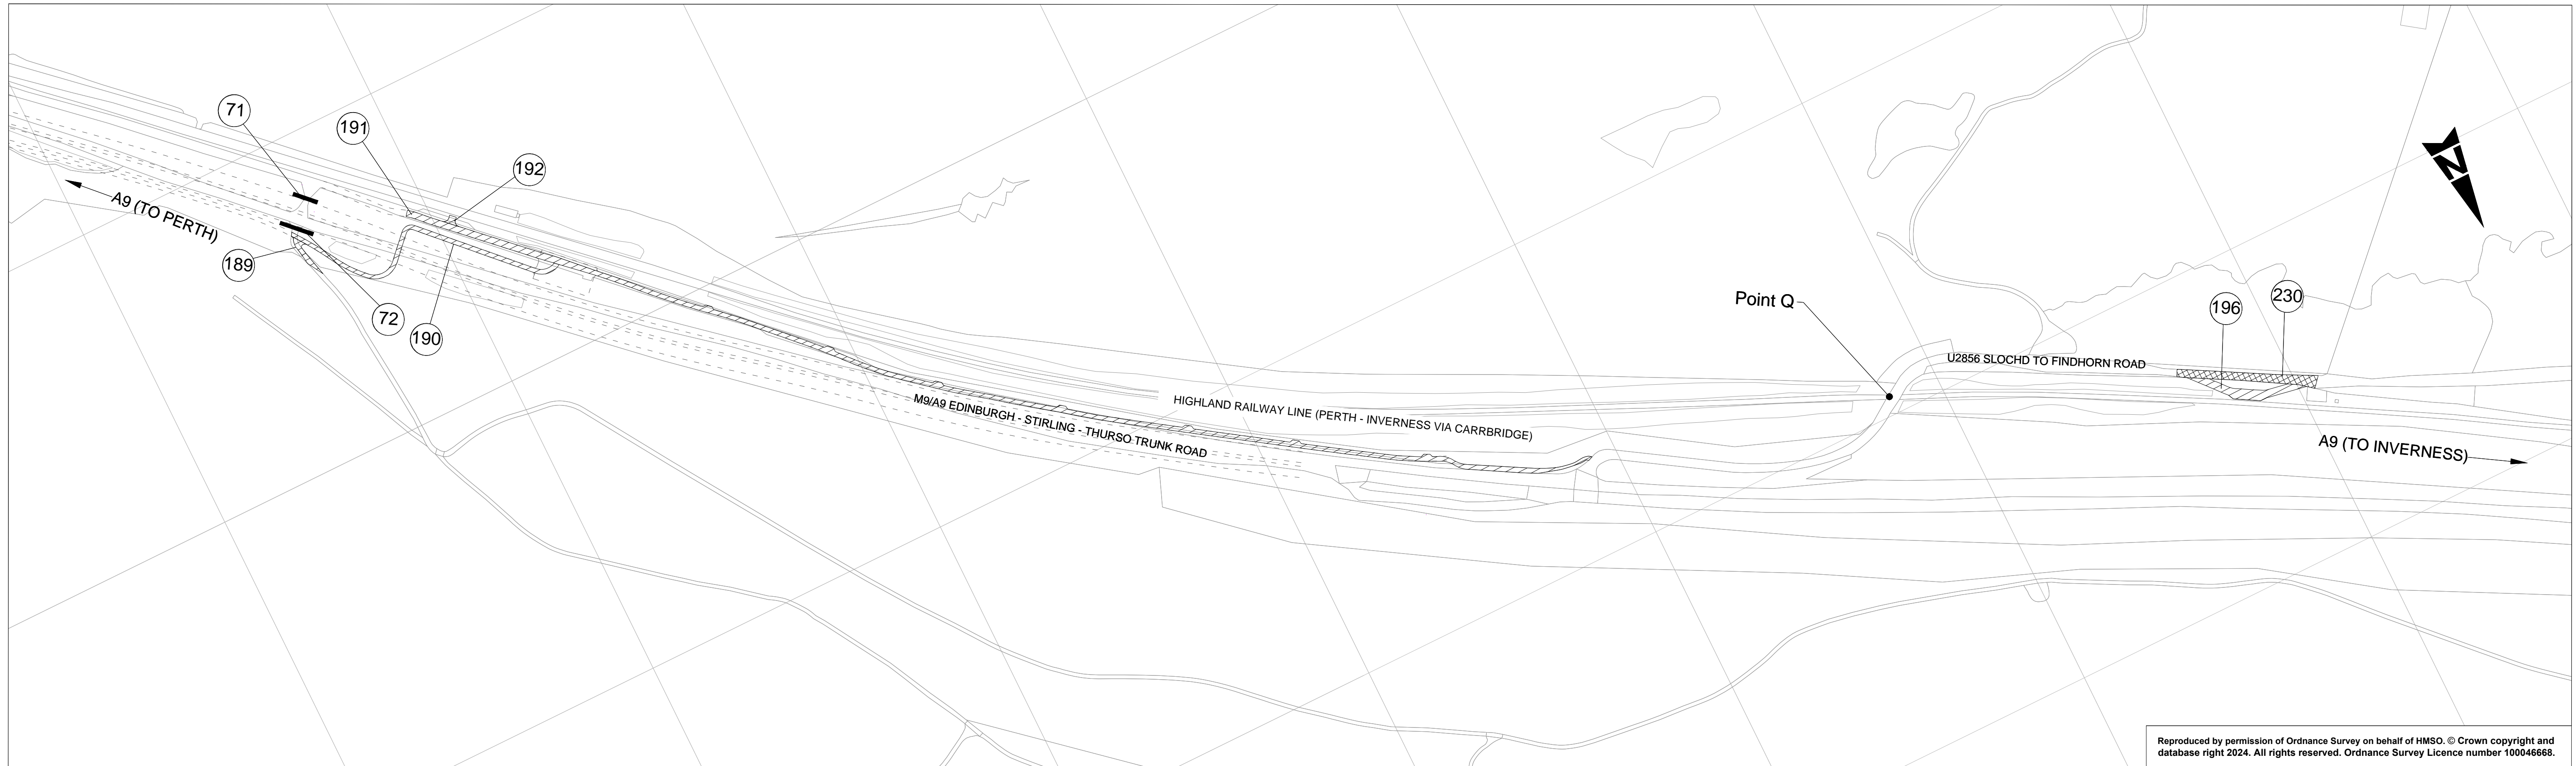 71
191
192
A9 (TO PERTH)
189
72
190
Point Q
N
196
230
U2856 SLOCHD TO FINDHORN ROAD
HIGHLAND RAILWAY LINE (PERTH - INVERNESS VIA CARRBRIDGE)
M9/A9 EDINBURGH - STIRLING - THURSO TRUNK ROAD
A9 (TO INVERNESS)
Reproduced by permission of Ordnance Survey on behalf of HMSO. © Crown copyright and
database right 2024. All rights reserved. Ordnance Survey Licence number 100046668.